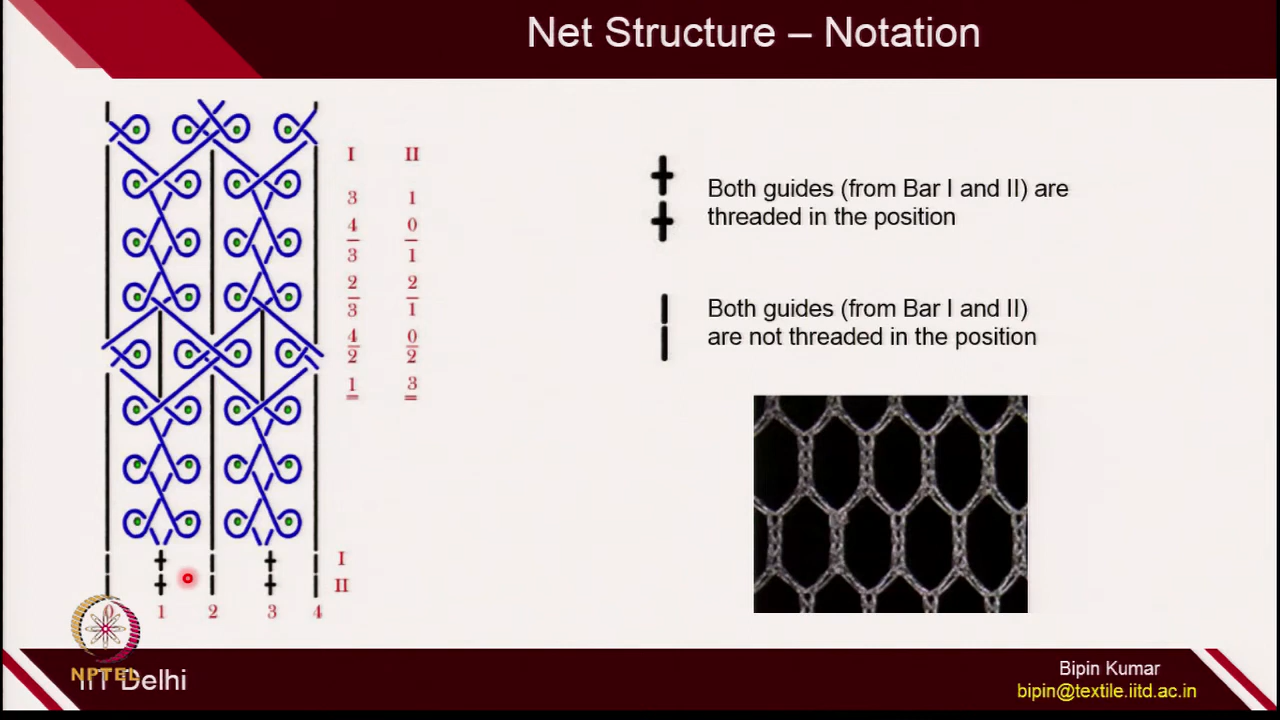 Net Structure – Notation
I II
3 1
4 0
3 1
2 2
3 1
4 0
2 2
1 3
I
II
0 1 2 3 4
Both guides (from Bar I and II) are
threaded in the position
Both guides (from Bar I and II)
are not threaded in the position
NPTEL
IIT Delhi
Bipin Kumar
bipin@textile.iitd.ac.in